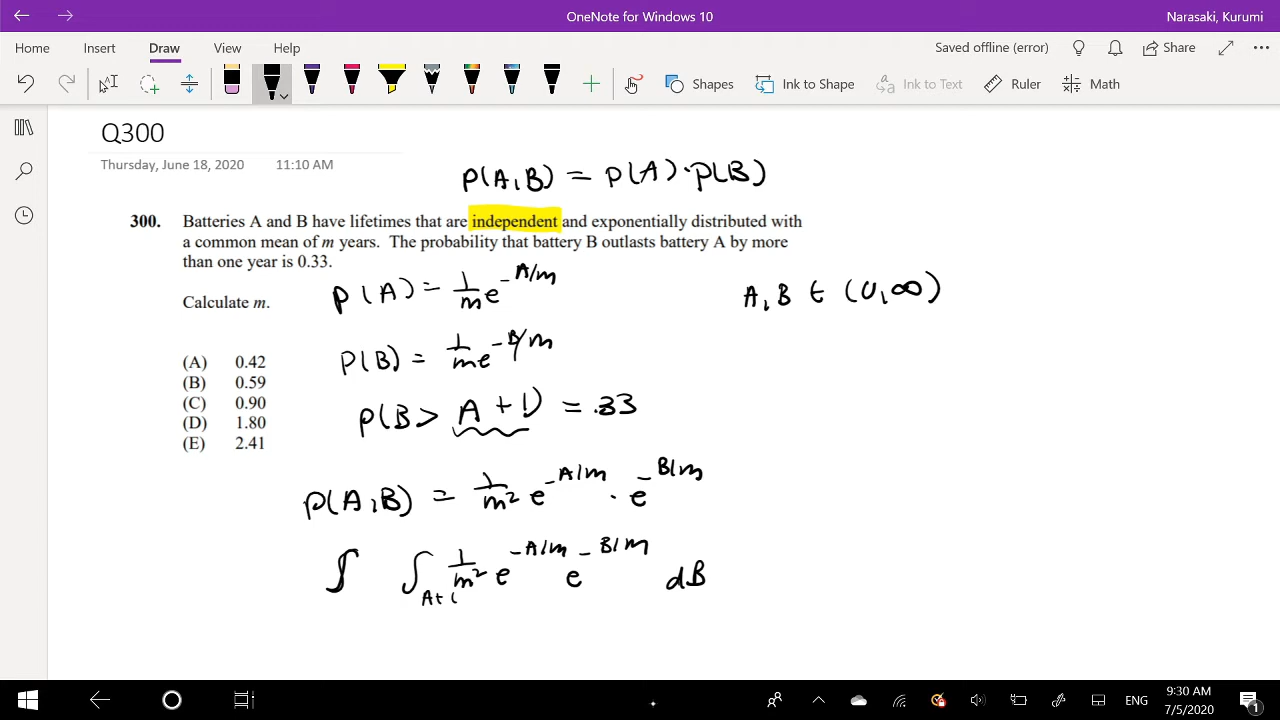 OneNote for Windows 10
Narasaki, Kurumi
Home Insert Draw View Help
Saved offline (error) Share
Shapes Ink to Shape Ink to Text Ruler Math
Q300
Thursday, June 18, 2020 11:10 AM
P(A,B) = P(A)·P(B)
300. Batteries A and B have lifetimes that are independent and exponentially distributed with
a common mean of m years. The probability that battery B outlasts battery A by more
than one year is 0.33.
P(A) = 1/m e^-A/m
A,B ∈ (0,∞)
Calculate m.
P(B) = 1/m e^-B/m
(A) 0.42
(B) 0.59
(C) 0.90
(D) 1.80
(E) 2.41
P(B > A+1) = .33
P(A,B) = 1/m² e^-A/m · e^-B/m
∫ ∫A+1 1/m² e^-A/m e^-B/m dB
ENG
9:30 AM
7/5/2020
1